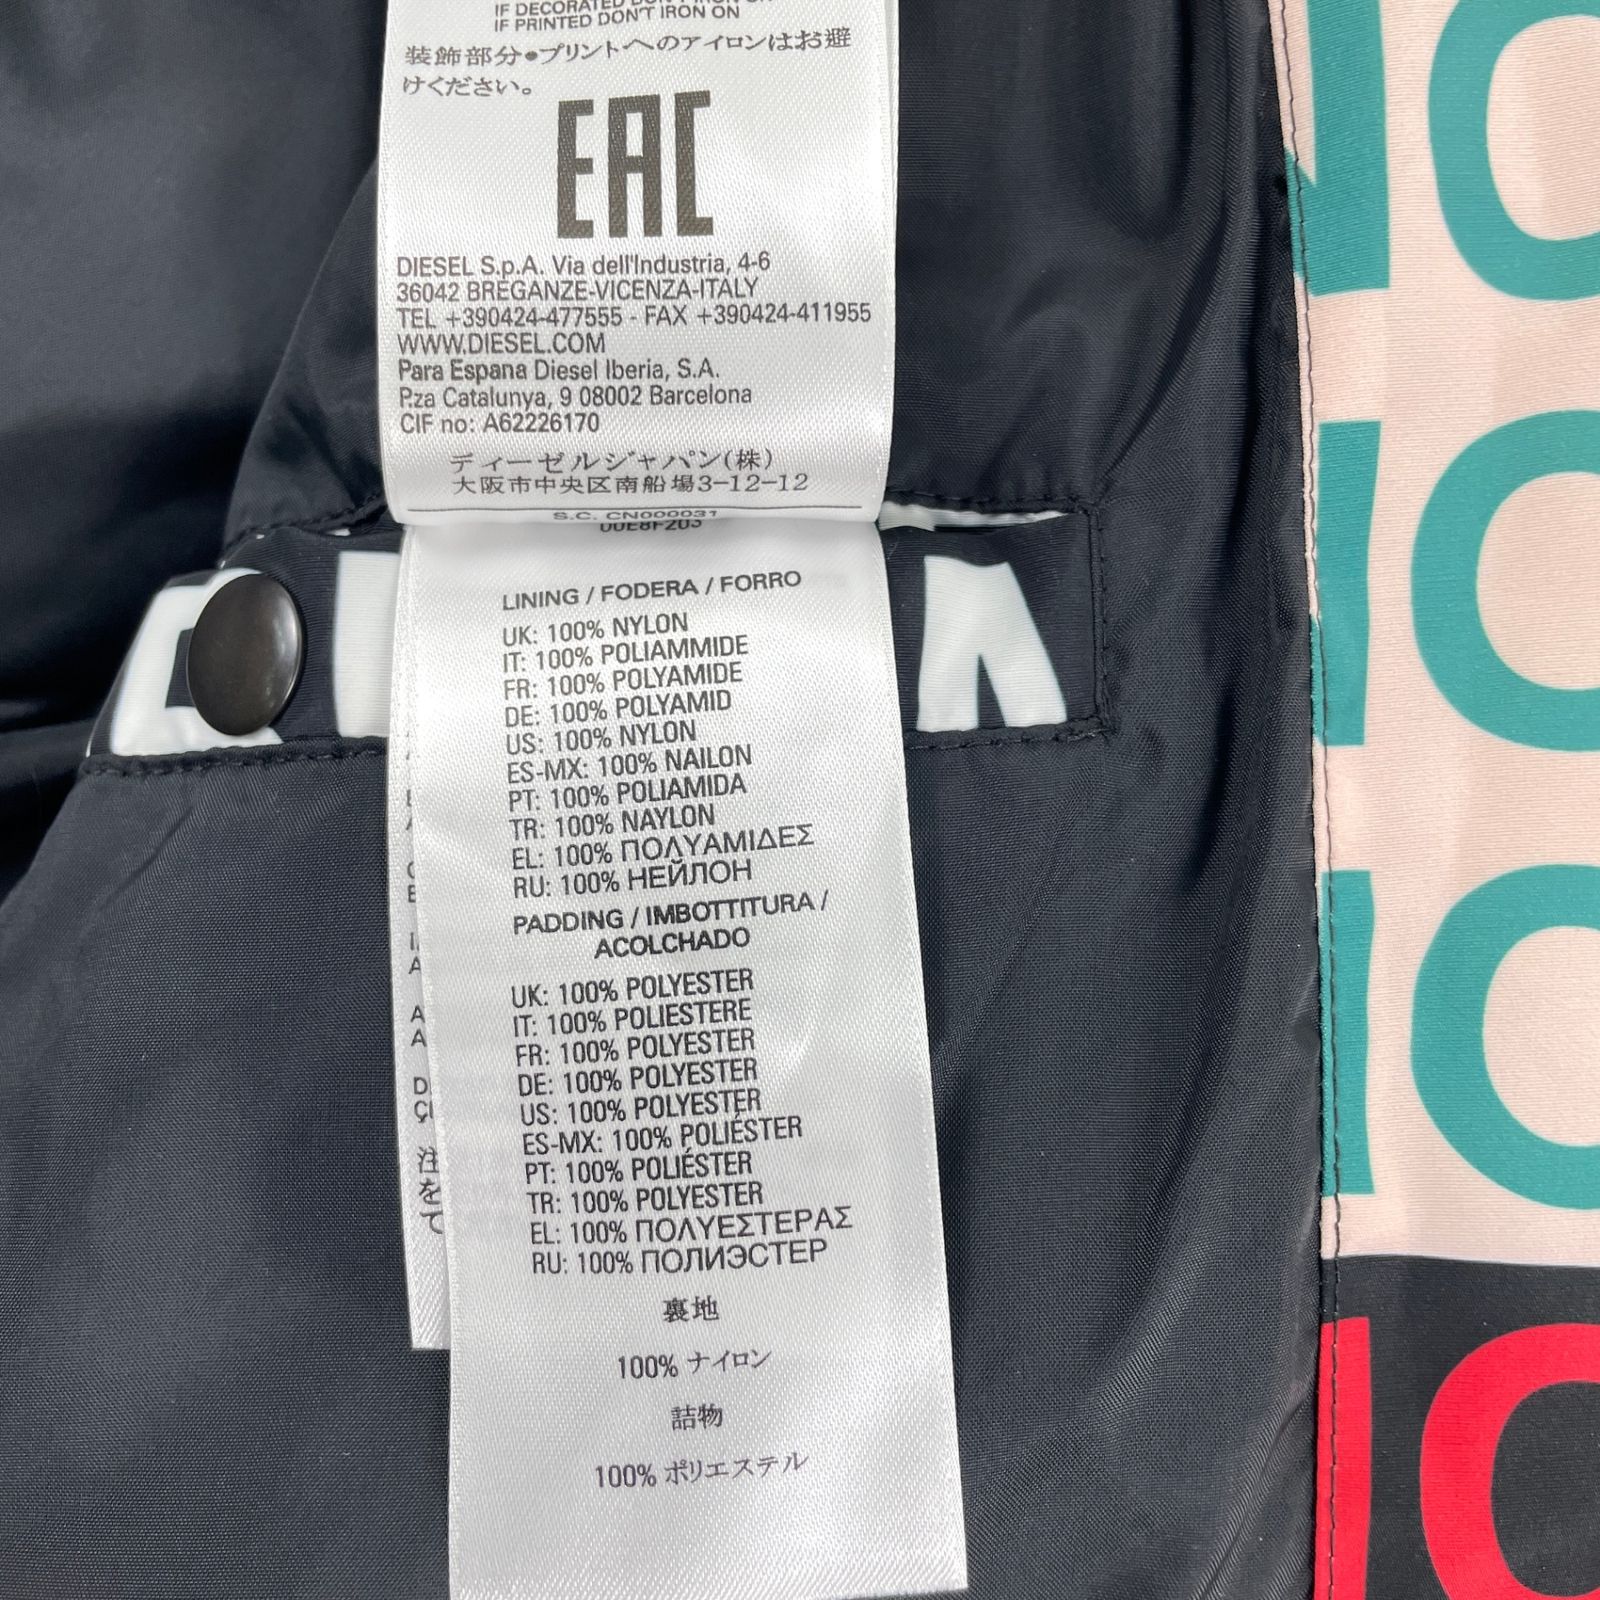 IF DECORATED DON'T IRON ON
IF PRINTED DON'T IRON ON
装飾部分●プリントへのアイロンはお避
けください。
EAC
DIESEL S.p.A. Via dell'Industria, 4-6
36042 BREGANZE-VICENZA-ITALY
TEL +390424-477555 - FAX +390424-411955
WWW.DIESEL.COM
Para Espana Diesel Iberia, S.A.
P.za Catalunya, 9 08002 Barcelona
CIF no: A62226170
ディーゼルジャパン(株)
大阪市中央区南船場3-12-12
S.C. CN000031
00E8F203
LINING / FODERA / FORRO
UK: 100% NYLON
IT: 100% POLIAMMIDE
FR: 100% POLYAMIDE
DE: 100% POLYAMID
US: 100% NYLON
ES-MX: 100% NAILON
PT: 100% POLIAMIDA
TR: 100% NAYLON
EL: 100% ΠΟΛΥΑΜΙΔΕΣ
RU: 100% НЕЙЛОН
PADDING / IMBOTTITURA /
ACOLCHADO
UK: 100% POLYESTER
IT: 100% POLIESTERE
FR: 100% POLYESTER
DE: 100% POLYESTER
US: 100% POLYESTER
ES-MX: 100% POLIÉSTER
PT: 100% POLIÉSTER
TR: 100% POLYESTER
EL: 100% ΠΟΛΥΕΣΤΕΡΑΣ
RU: 100% ПОЛИЭСТЕР
裏地
100% ナイロン
詰物
100% ポリエステル